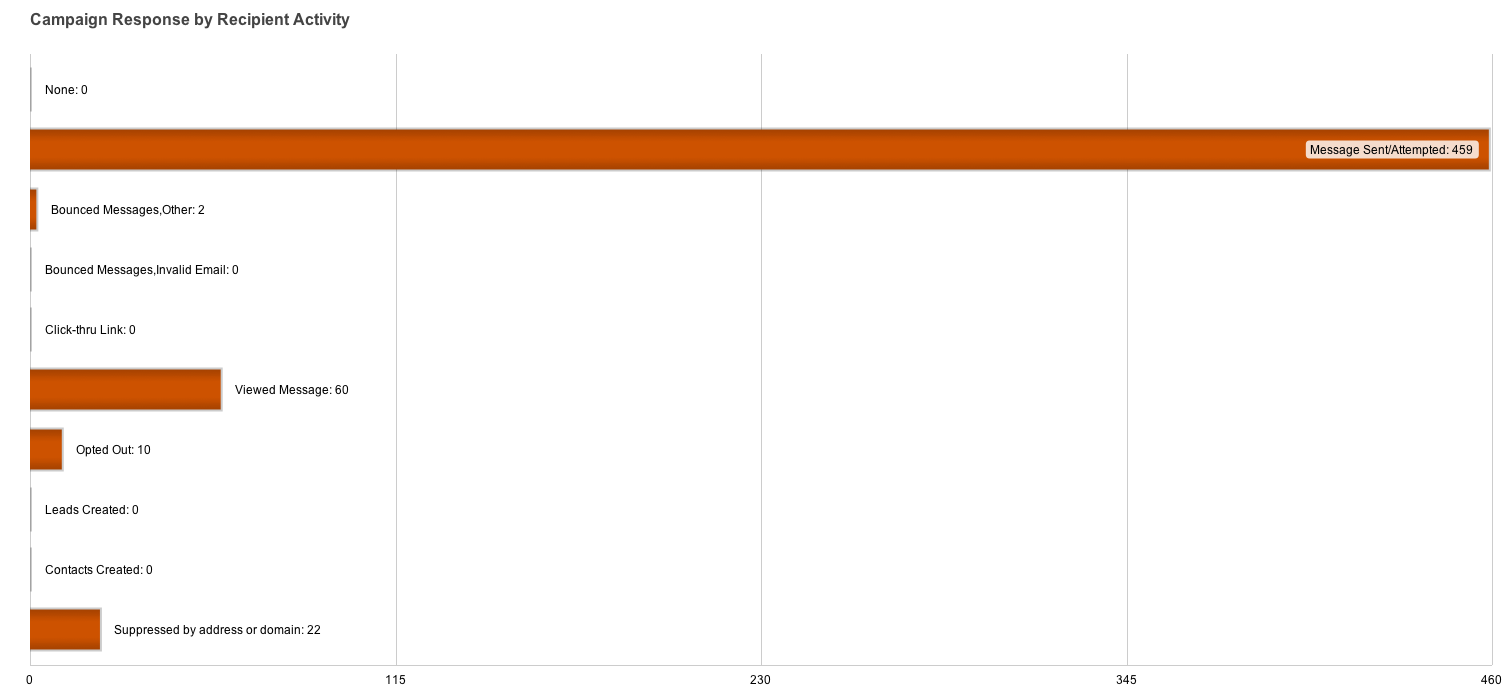 Campaign Response by Recipient Activity
None: 0
Message Sent/Attempted: 459
Bounced Messages,Other: 2
Bounced Messages,Invalid Email: 0
Click-thru Link: 0
Viewed Message: 60
Opted Out: 10
Leads Created: 0
Contacts Created: 0
Suppressed by address or domain: 22
0 115 230 345 460